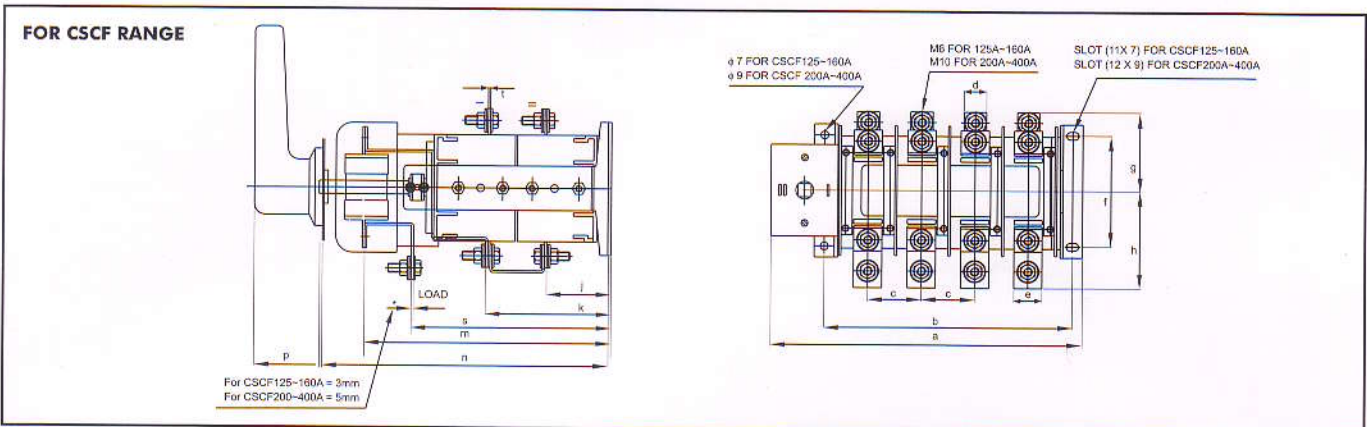 FOR CSCF RANGE
ϕ 7 FOR CSCF125~160A
ϕ 9 FOR CSCF 200A~400A
M8 FOR 125A~160A
M10 FOR 200A~400A
SLOT (11X 7) FOR CSCF125~160A
SLOT (12 X 9) FOR CSCF200A~400A
t
d
g
f
h
LOAD
j
k
s
m
n
p
c
c
e
b
a
For CSCF125~160A = 3mm
For CSCF200~400A = 5mm